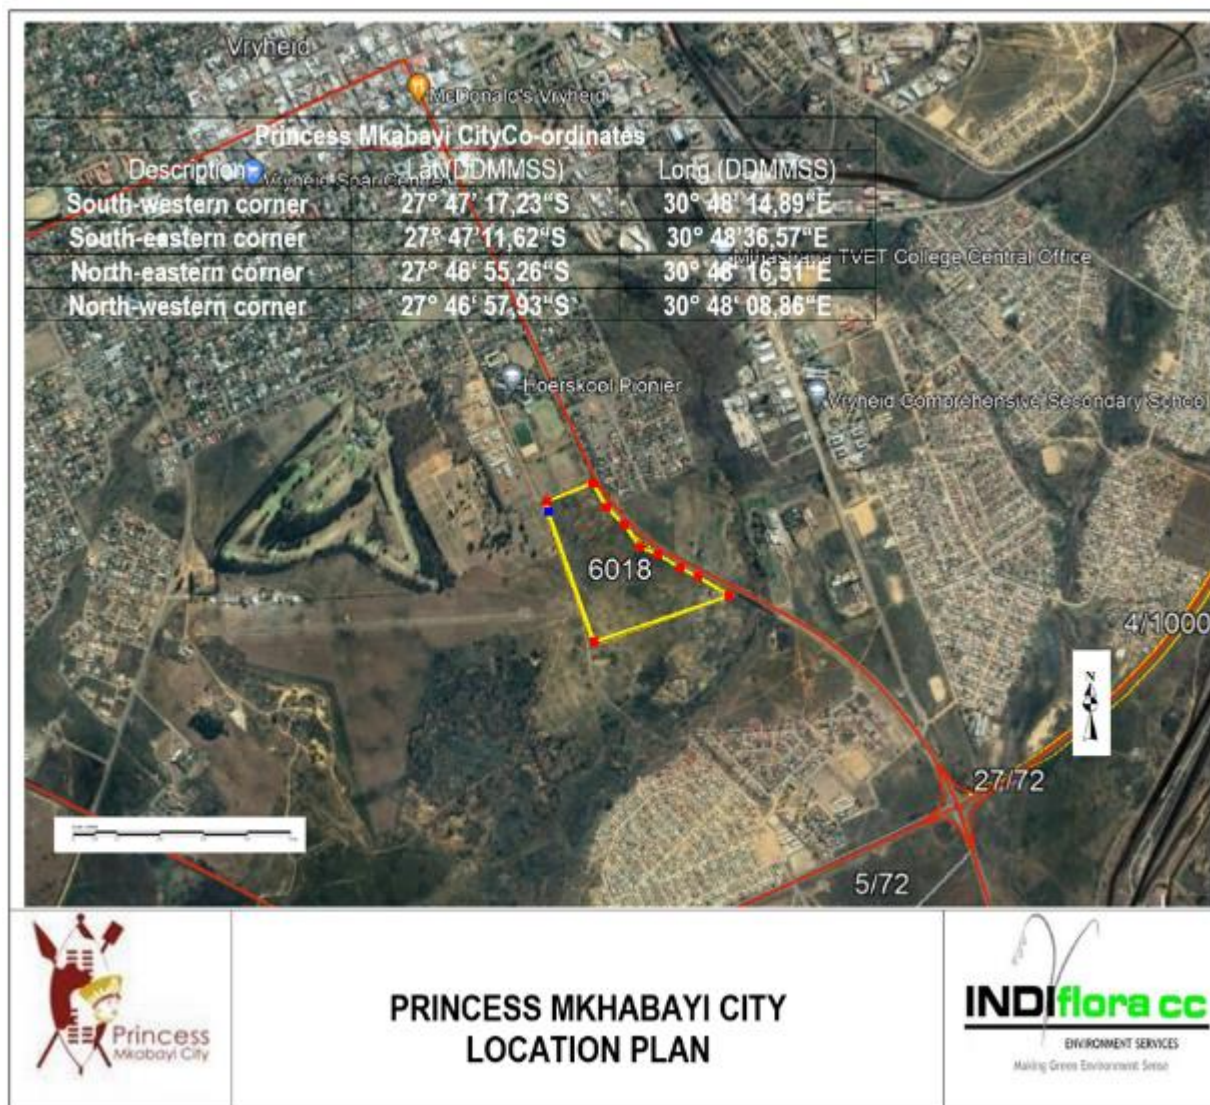 Vryheid
McDonald's Vryheid
Princess Mkabayi CityCo-ordinates
Description Lat(DDMMSS) Long (DDMMSS)
Vryheid Spar Centre
South-western corner 27° 47' 17,23“S 30° 48' 14,89“E
South-eastern corner 27° 47'11,62“S 30° 48'36,57“E
TVET College Central Office
North-eastern corner 27° 46' 55,26“S 30° 48' 16,51“E
North-western corner 27° 46' 57,93“S 30° 48' 08,86“E
Hoerskool Pionier
Vryheid Comprehensive Secondary School
6018
4/1000
N
27/72
5/72
Princess
Mkabayi City
PRINCESS MKHABAYI CITY
LOCATION PLAN
INDIflora cc
ENVIRONMENT SERVICES
Making Green Environment Sense